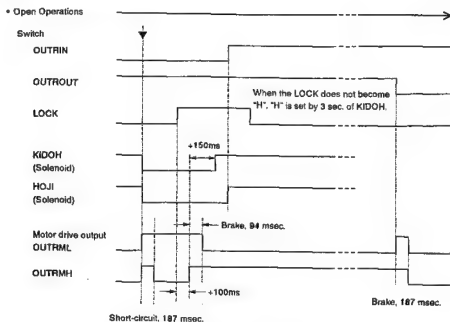 • Open Operations
Switch
OUTRIN
OUTROUT
When the LOCK does not become
"H", "H" is set by 3 sec. of KIDOH.
LOCK
+150ms
KIDOH
(Solenoid)
HOJI
(Solenoid)
Brake, 94 msec.
Motor drive output
OUTRML
OUTRMH
+100ms
Brake, 187 msec.
Short-circuit, 187 msec.